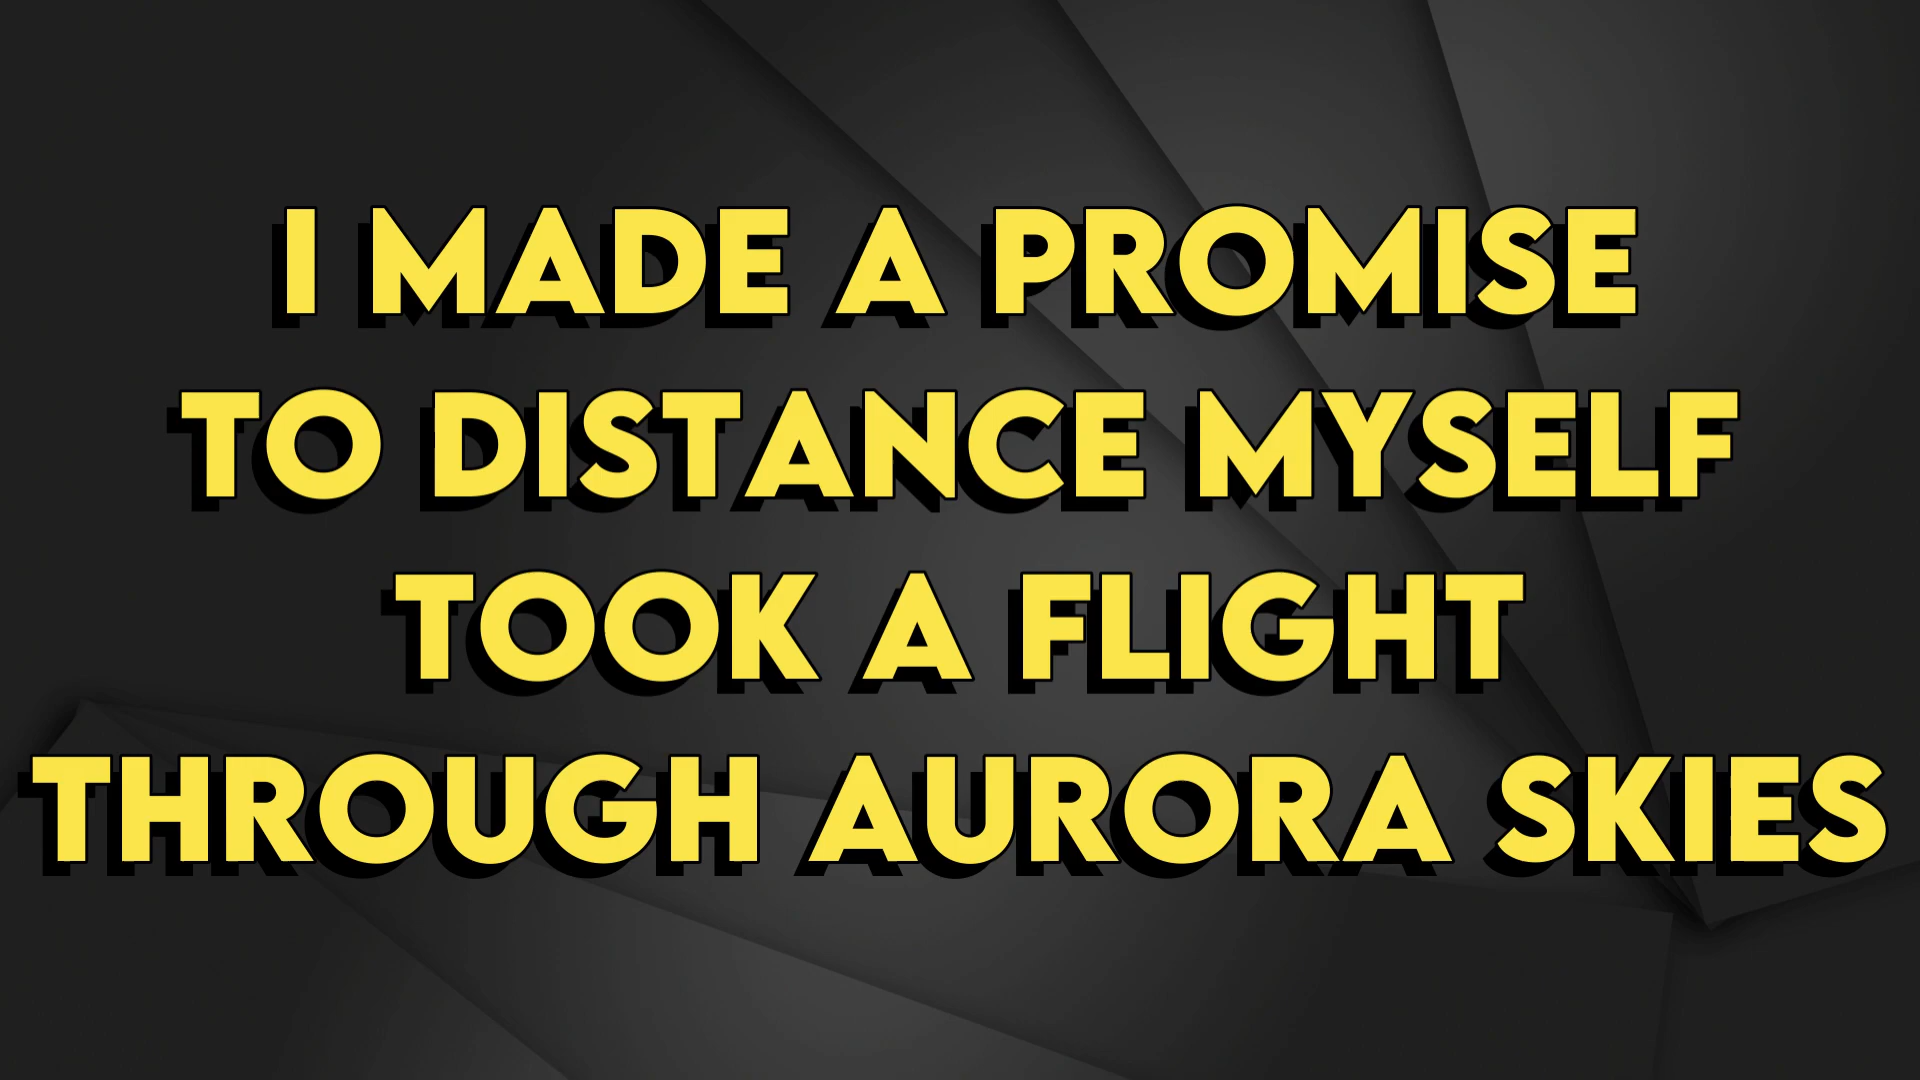 I MADE A PROMISE
TO DISTANCE MYSELF
TOOK A FLIGHT
THROUGH AURORA SKIES